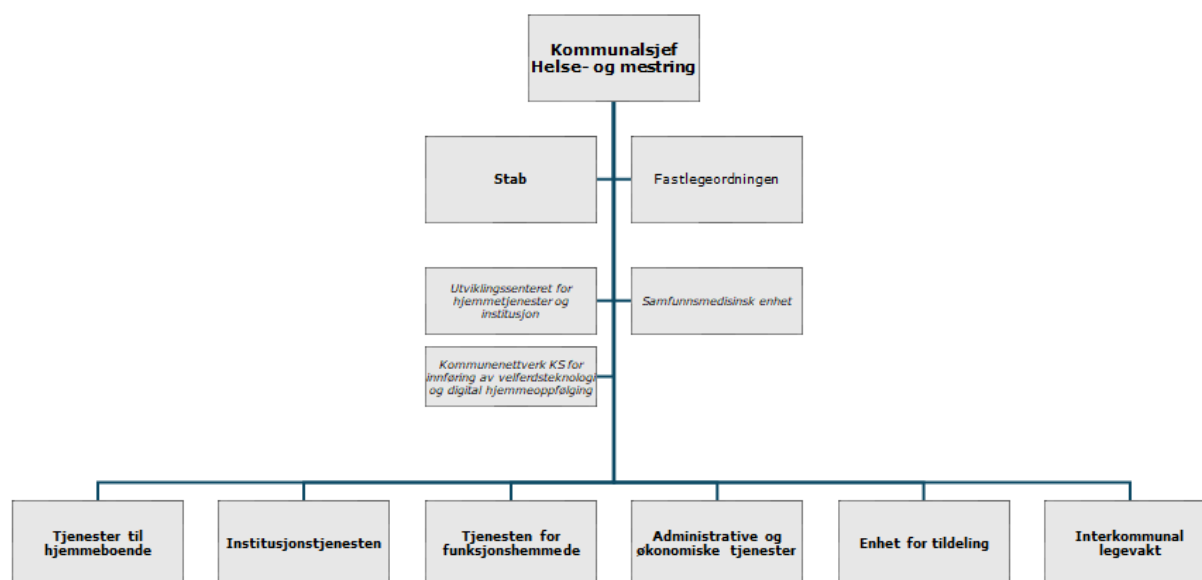 Kommunalsjef
Helse- og mestring
Stab
Fastlegeordningen
Utviklingssenteret for
hjemmetjenester og
institusjon
Samfunnsmedisinsk enhet
Kommunenettverk KS for
innføring av velferdsteknologi
og digital hjemmeoppfølging
Tjenester til
hjemmeboende
Institusjonstjenesten
Tjenesten for
funksjonshemmede
Administrative og
økonomiske tjenester
Enhet for tildeling
Interkommunal
legevakt